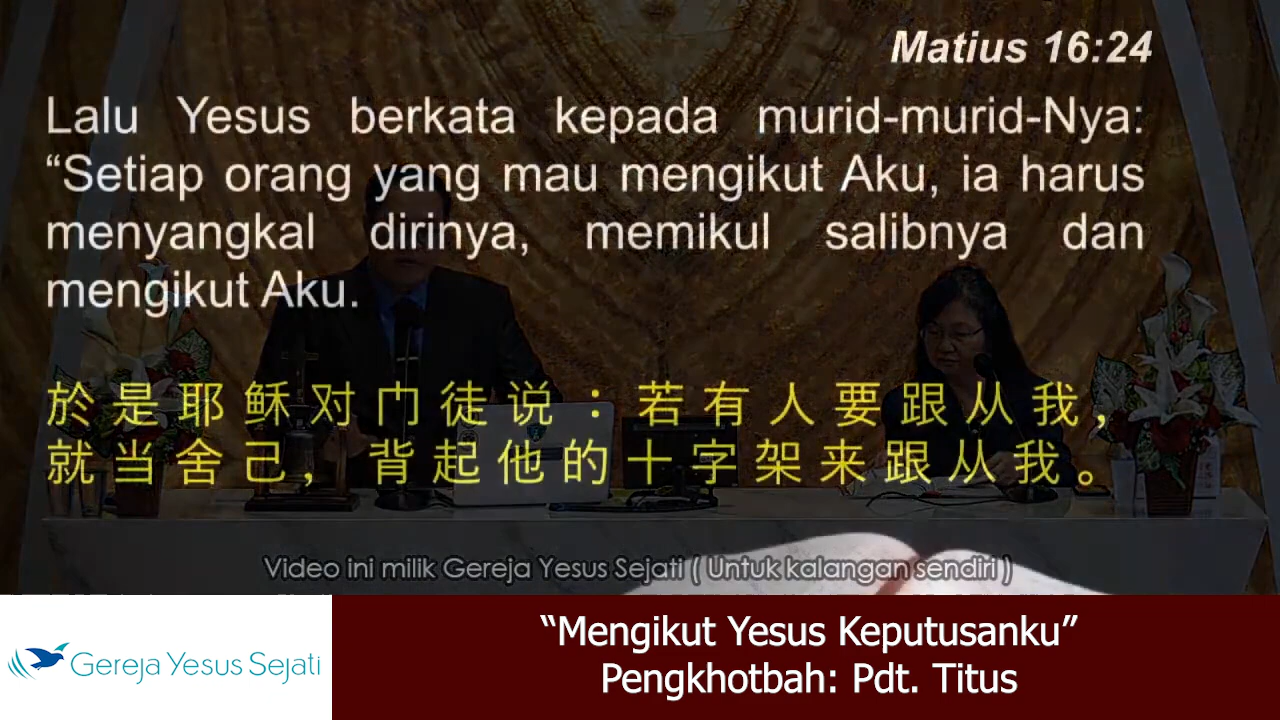 Matius 16:24
Lalu Yesus berkata kepada murid-murid-Nya:
“Setiap orang yang mau mengikut Aku, ia harus
menyangkal dirinya, memikul salibnya dan
mengikut Aku.
於是耶稣对门徒说：若有人要跟从我，
就当舍己，背起他的十字架来跟从我。
Video ini milik Gereja Yesus Sejati ( Untuk kalangan sendiri )
Gereja Yesus Sejati
“Mengikut Yesus Keputusanku”
Pengkhotbah: Pdt. Titus